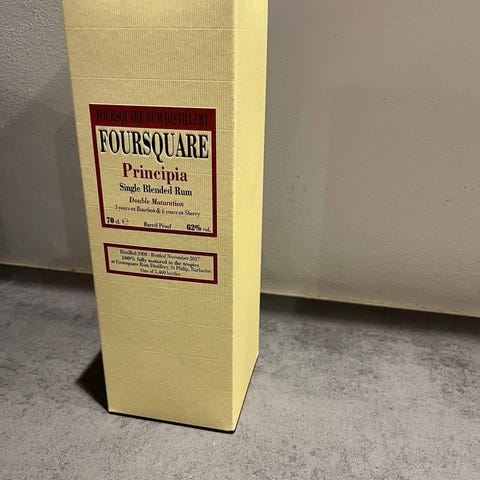 FOURSQUARE RUM DISTILLERY
FOURSQUARE
Principia
Single Blended Rum
Double Maturation
3 years ex Bourbon & 6 years ex Sherry
70 cl. e Barrel Proof 62% vol.
Distilled 2008 - Bottled November 2017
100% fully matured in the tropics
at Foursquare Rum Distillery, St Philip, Barbados
One of 5,400 bottles